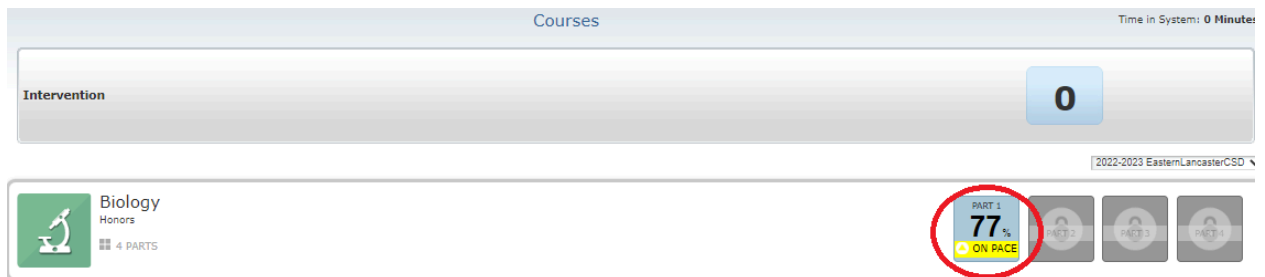 Courses
Time in System: 0 Minutes
Intervention
0
2022-2023 EasternLancasterCSD
Biology
Honors
4 PARTS
PART 1
77%
ON PACE
PART 2
PART 3
PART 4